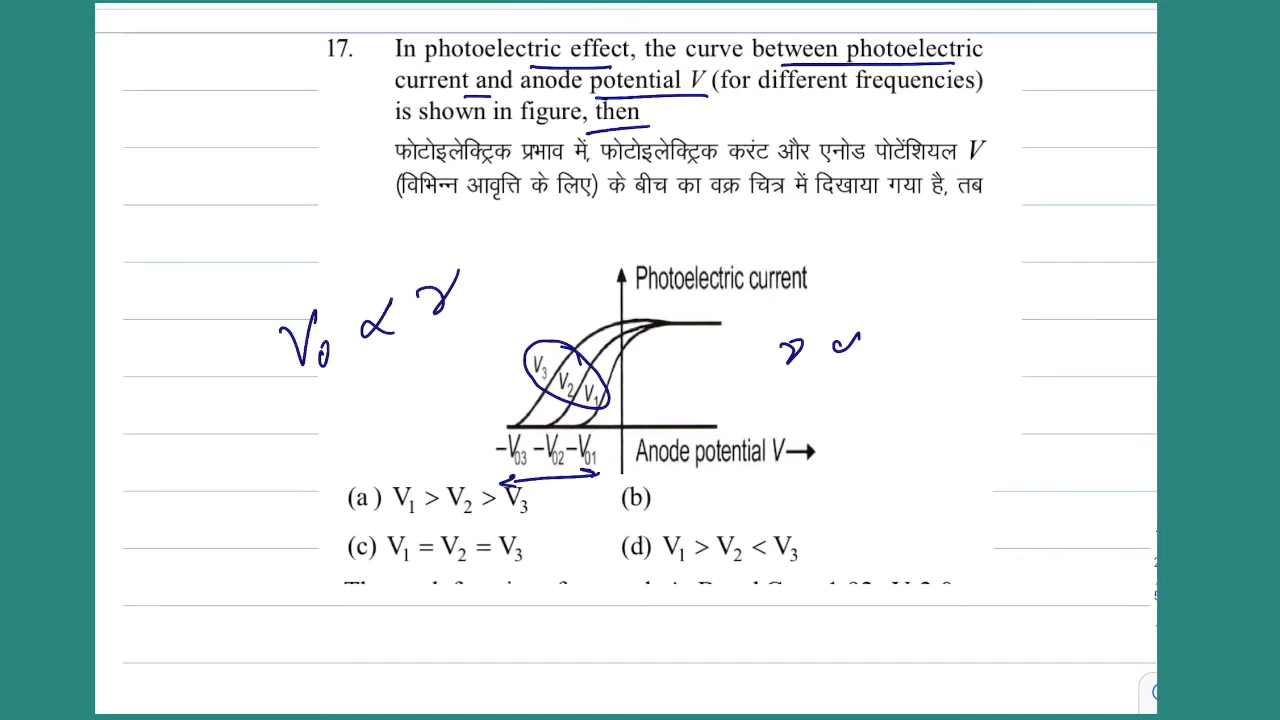 17. In photoelectric effect, the curve between photoelectric
current and anode potential V (for different frequencies)
is shown in figure, then
फोटोइलेक्ट्रिक प्रभाव में, फोटोइलेक्ट्रिक करंट और एनोड पोटेंशियल V
(विभिन्न आवृत्ति के लिए) के बीच का वक्र चित्र में दिखाया गया है, तब
Photoelectric current
V₀ ∝ ν
ν ∝
V₃ V₂ V₁
–V₀₃ –V₀₂ –V₀₁ Anode potential V→
(a ) V₁ > V₂ > V₃ (b)
(c) V₁ = V₂ = V₃ (d) V₁ > V₂ < V₃